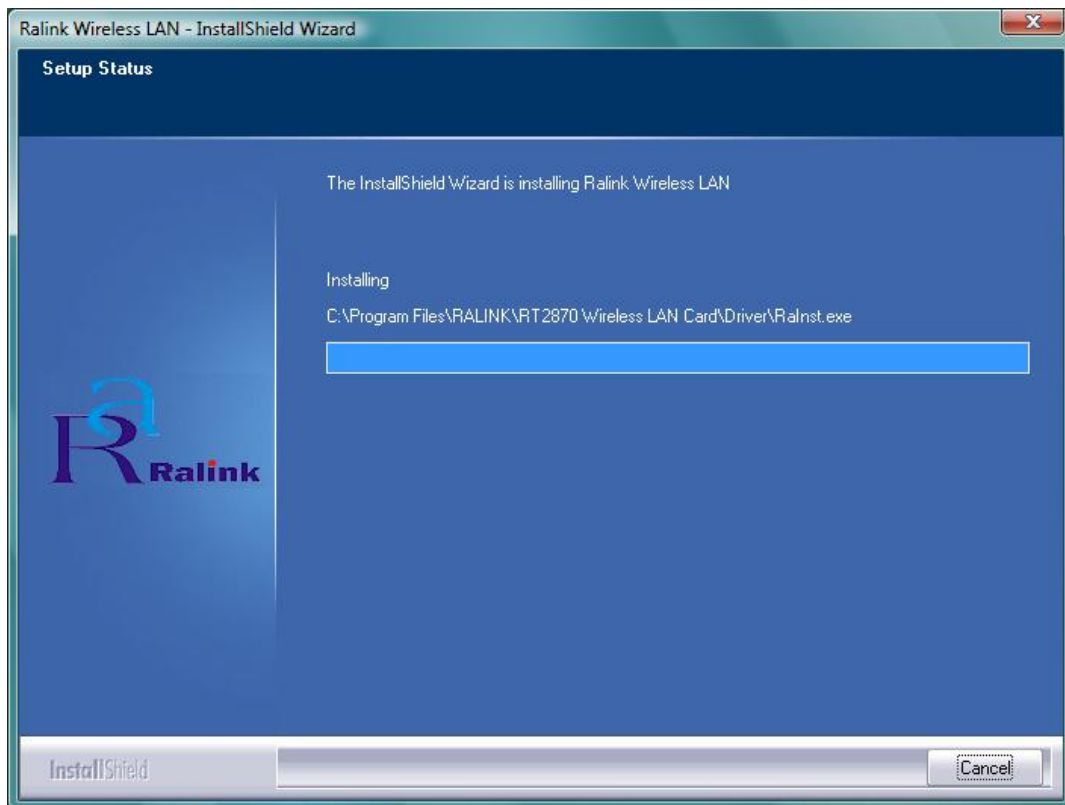 Ralink Wireless LAN - InstallShield Wizard
Setup Status
The InstallShield Wizard is installing Ralink Wireless LAN
Installing
C:\Program Files\RALINK\RT2870 Wireless LAN Card\Driver\RaInst.exe
Ra
Ralink
InstallShield
Cancel